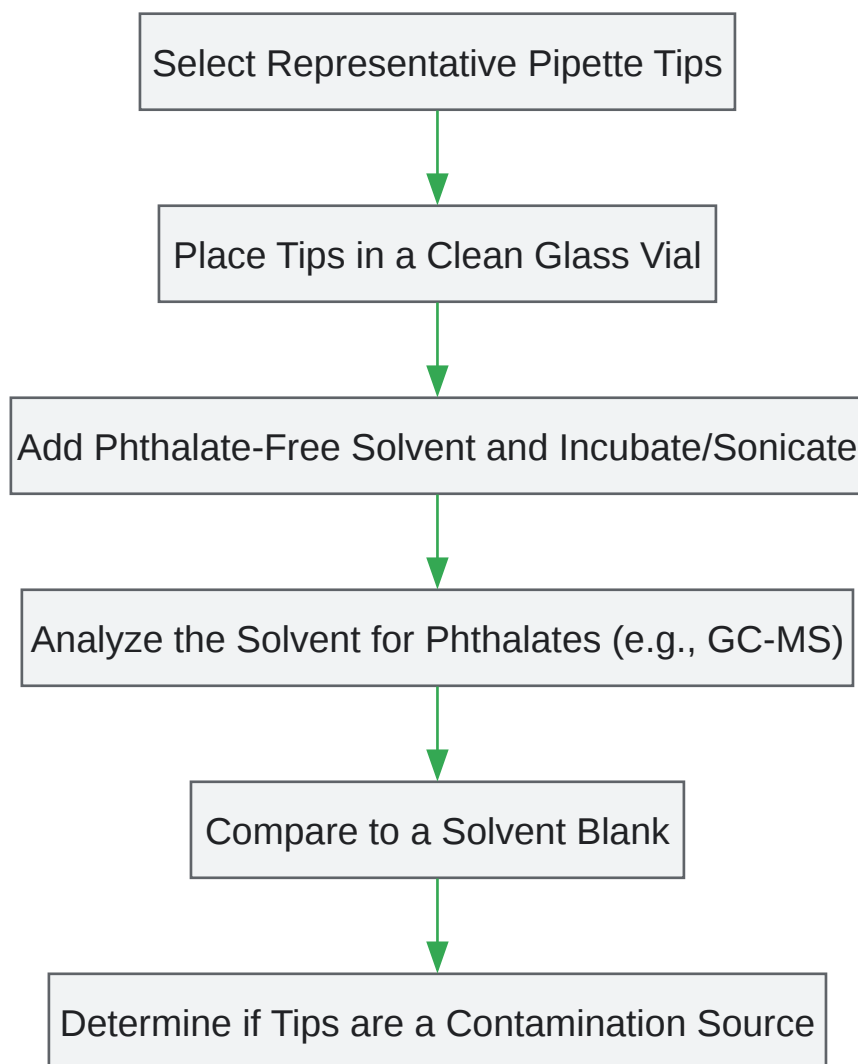 Select Representative Pipette Tips
Place Tips in a Clean Glass Vial
Add Phthalate-Free Solvent and Incubate/Sonicate
Analyze the Solvent for Phthalates (e.g., GC-MS)
Compare to a Solvent Blank
Determine if Tips are a Contamination Source